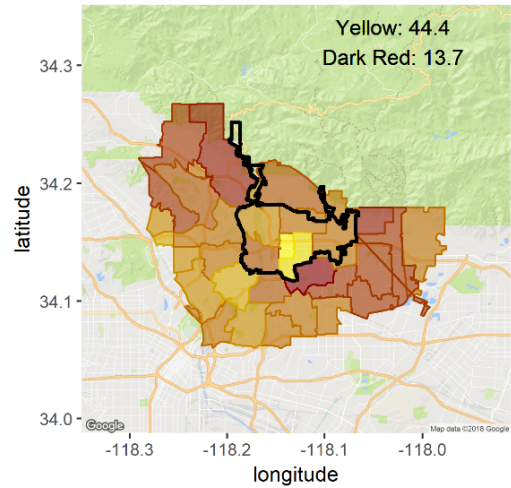 Yellow: 44.4
Dark Red: 13.7
34.3
34.2
34.1
34.0
latitude
-118.3
-118.2
-118.1
-118.0
longitude
Google
Map data ©2018 Google